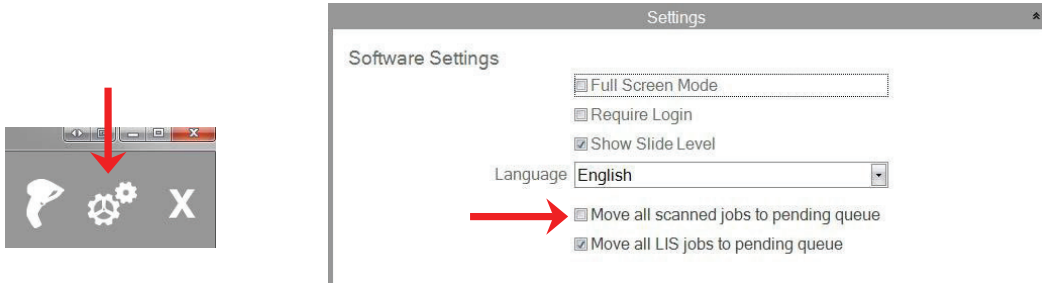 Settings
Software Settings
Full Screen Mode
Require Login
Show Slide Level
Language English
Move all scanned jobs to pending queue
Move all LIS jobs to pending queue